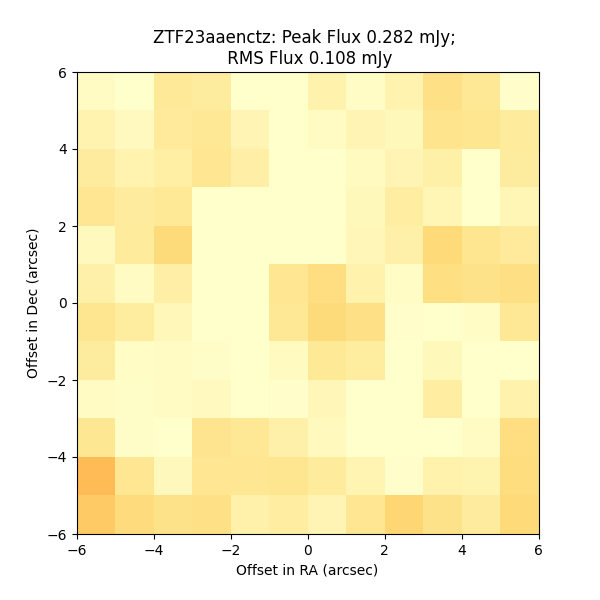 ZTF23aaenctz: Peak Flux 0.282 mJy;
RMS Flux 0.108 mJy
6
4
2
0
−2
−4
−6
Offset in Dec (arcsec)
−6 −4 −2 0 2 4 6
Offset in RA (arcsec)